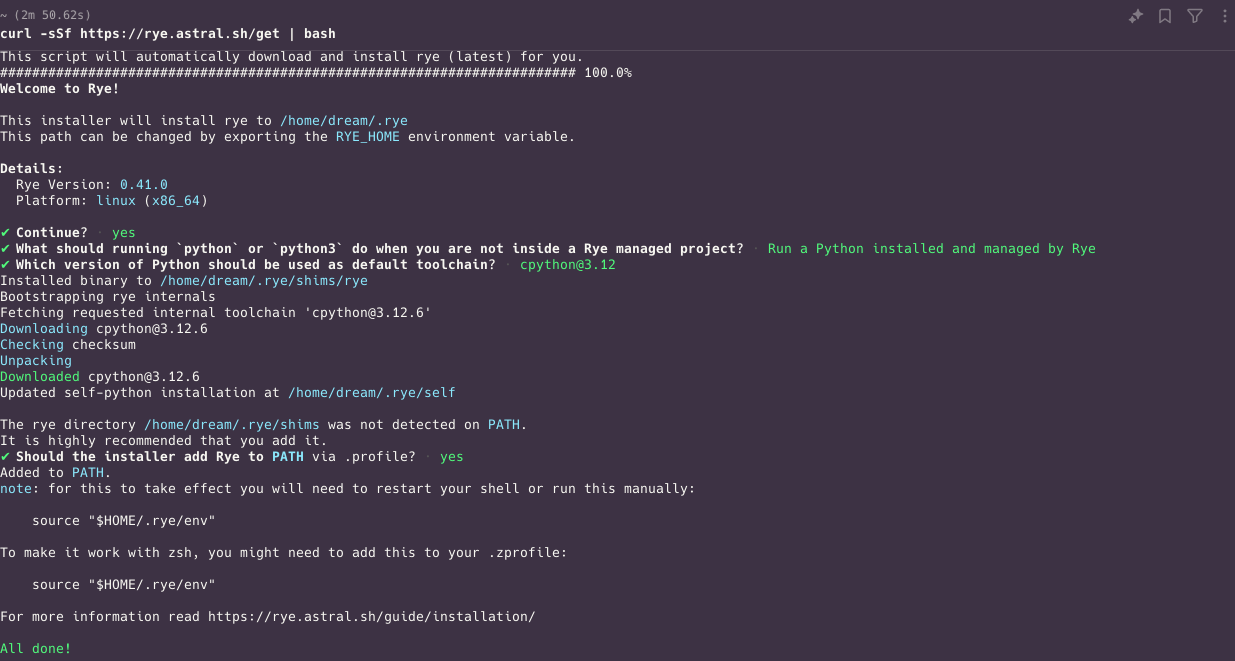 ~ (2m 50.62s)
curl -sSf https://rye.astral.sh/get | bash
This script will automatically download and install rye (latest) for you.
######################################################################## 100.0%
Welcome to Rye!
This installer will install rye to /home/dream/.rye
This path can be changed by exporting the RYE_HOME environment variable.
Details:
  Rye Version: 0.41.0
  Platform: linux (x86_64)
✔ Continue? · yes
✔ What should running `python` or `python3` do when you are not inside a Rye managed project? · Run a Python installed and managed by Rye
✔ Which version of Python should be used as default toolchain? · cpython@3.12
Installed binary to /home/dream/.rye/shims/rye
Bootstrapping rye internals
Fetching requested internal toolchain 'cpython@3.12.6'
Downloading cpython@3.12.6
Checking checksum
Unpacking
Downloaded cpython@3.12.6
Updated self-python installation at /home/dream/.rye/self
The rye directory /home/dream/.rye/shims was not detected on PATH.
It is highly recommended that you add it.
✔ Should the installer add Rye to PATH via .profile? · yes
Added to PATH.
note: for this to take effect you will need to restart your shell or run this manually:
    source "$HOME/.rye/env"
To make it work with zsh, you might need to add this to your .zprofile:
    source "$HOME/.rye/env"
For more information read https://rye.astral.sh/guide/installation/
All done!